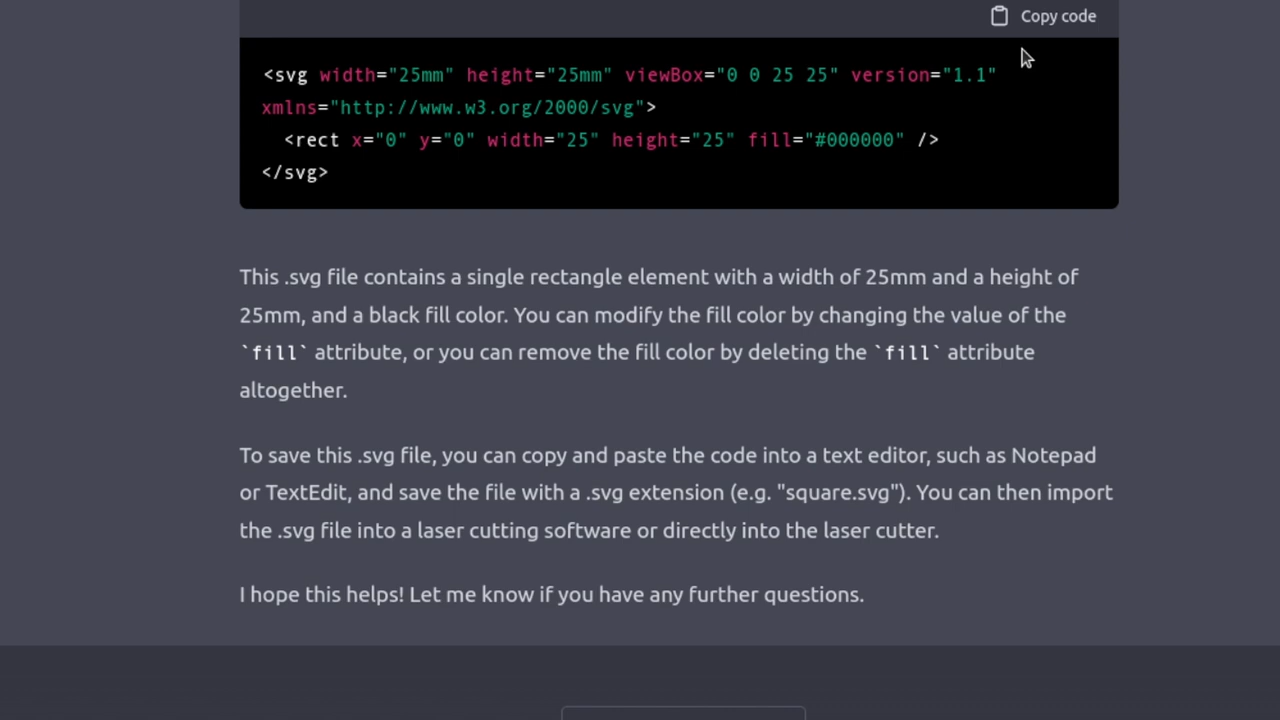 Copy code
<svg width="25mm" height="25mm" viewBox="0 0 25 25" version="1.1"
xmlns="http://www.w3.org/2000/svg">
  <rect x="0" y="0" width="25" height="25" fill="#000000" />
</svg>
This .svg file contains a single rectangle element with a width of 25mm and a height of
25mm, and a black fill color. You can modify the fill color by changing the value of the
`fill` attribute, or you can remove the fill color by deleting the `fill` attribute
altogether.
To save this .svg file, you can copy and paste the code into a text editor, such as Notepad
or TextEdit, and save the file with a .svg extension (e.g. "square.svg"). You can then import
the .svg file into a laser cutting software or directly into the laser cutter.
I hope this helps! Let me know if you have any further questions.